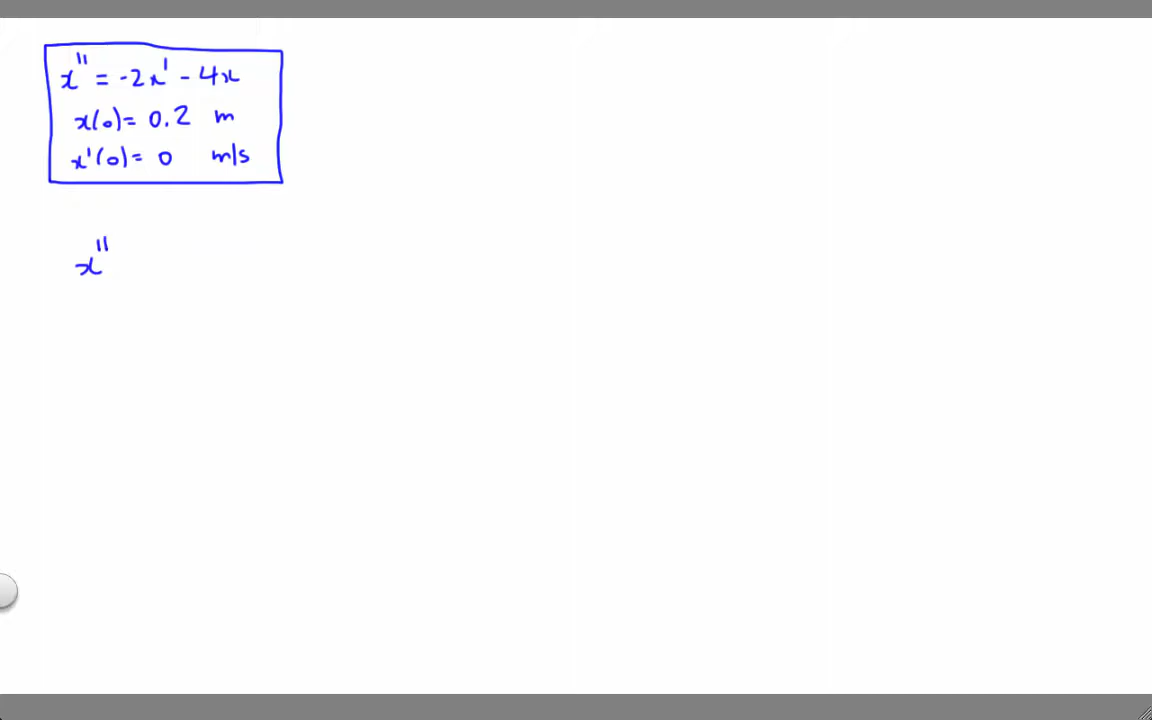 x'' = -2x' - 4x
x(0) = 0.2 m
x'(0) = 0 m/s
x''